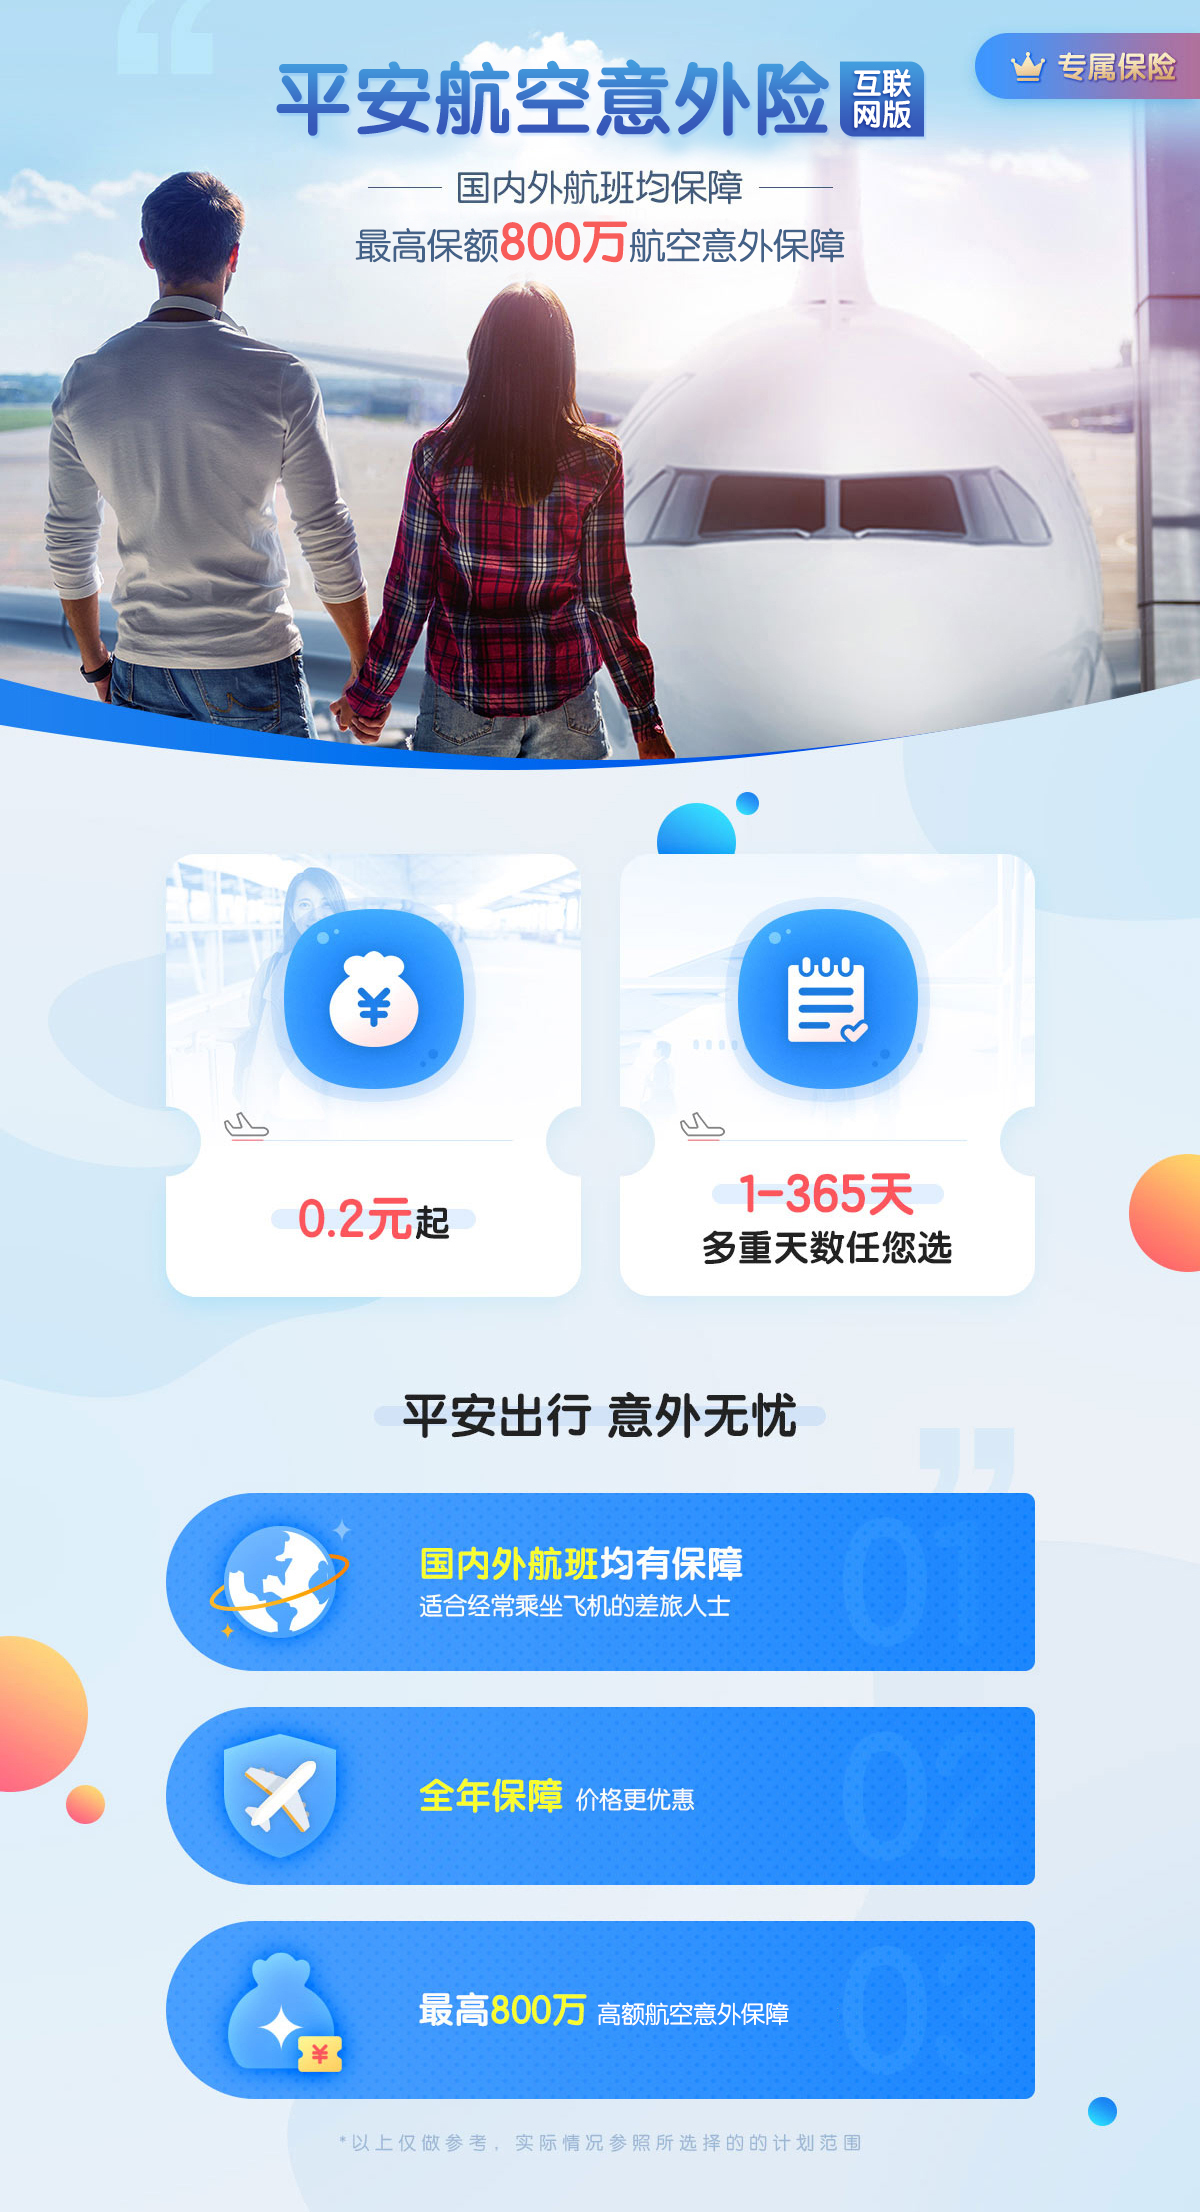 专属保险
平安航空意外险
互联
网版
国内外航班均保障
最高保额800万航空意外保障
0.2元起
1-365天
多重天数任您选
平安出行 意外无忧
国内外航班均有保障
适合经常乘坐飞机的差旅人士
01
全年保障 价格更优惠
02
最高800万 高额航空意外保障
03
*以上仅做参考，实际情况参照所选择的的计划范围